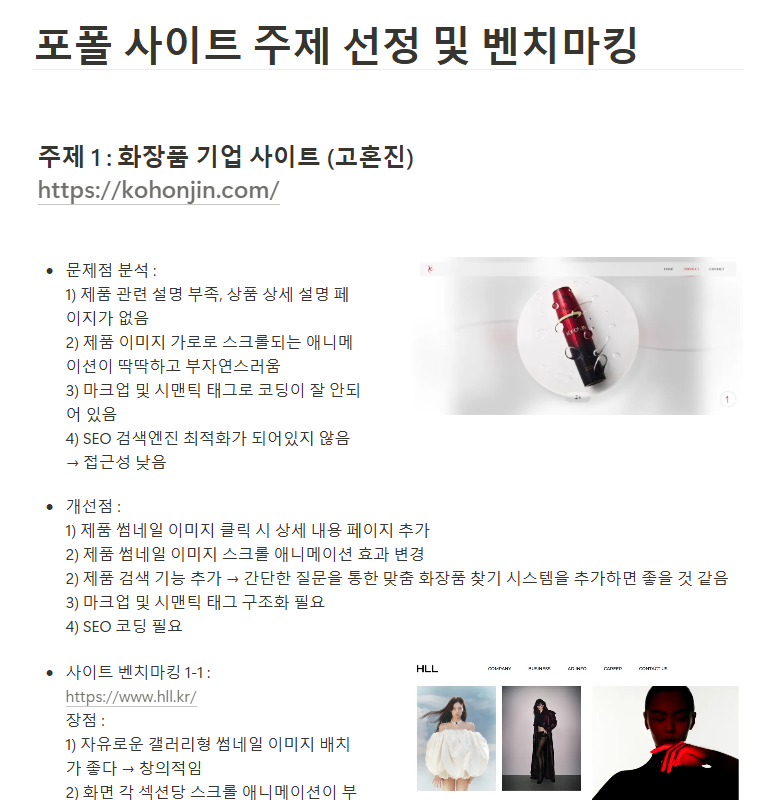 포폴 사이트 주제 선정 및 벤치마킹
주제 1 : 화장품 기업 사이트 (고혼진)
https://kohonjin.com/
• 문제점 분석 :
1) 제품 관련 설명 부족, 상품 상세 설명 페
이지가 없음
2) 제품 이미지 가로로 스크롤되는 애니메
이션이 딱딱하고 부자연스러움
3) 마크업 및 시맨틱 태그로 코딩이 잘 안되
어 있음
4) SEO 검색엔진 최적화가 되어있지 않음
→ 접근성 낮음
1
• 개선점 :
1) 제품 썸네일 이미지 클릭 시 상세 내용 페이지 추가
2) 제품 썸네일 이미지 스크롤 애니메이션 효과 변경
2) 제품 검색 기능 추가 → 간단한 질문을 통한 맞춤 화장품 찾기 시스템을 추가하면 좋을 것 같음
3) 마크업 및 시맨틱 태그 구조화 필요
4) SEO 코딩 필요
• 사이트 벤치마킹 1-1 :
https://www.hll.kr/
장점 :
1) 자유로운 갤러리형 썸네일 이미지 배치
가 좋다 → 창의적임
2) 화면 각 섹션당 스크롤 애니메이션이 부
HLL COMPANY BUSINESS AD INFO CAREER CONTACT US